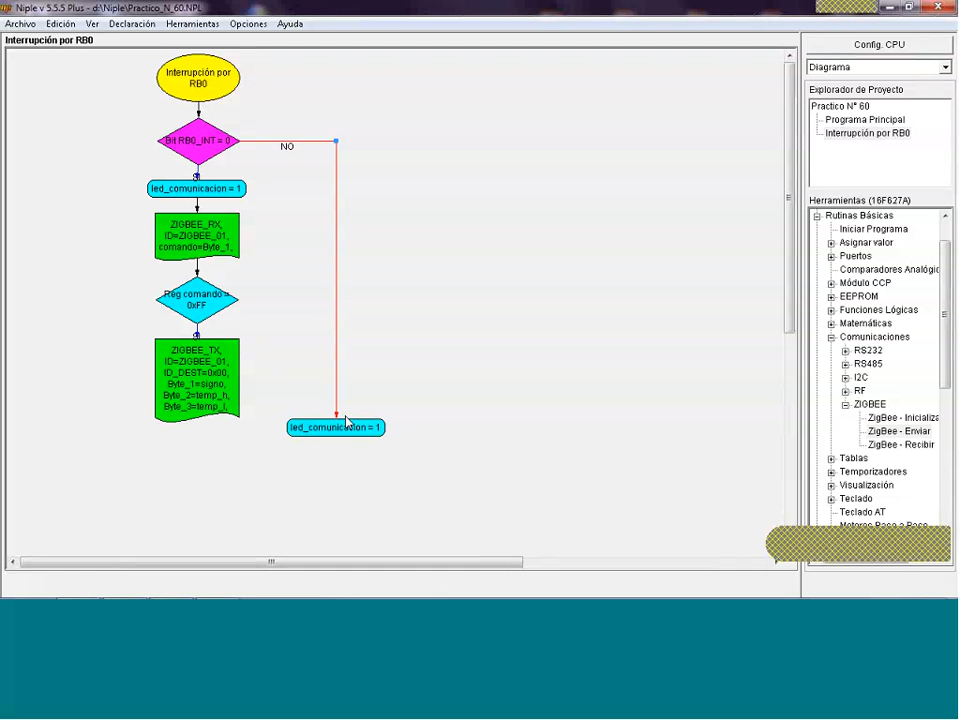 Niple v 5.5.5 Plus - d:\Niple\Practico_N_60.NPL
Archivo Edición Ver Declaración Herramientas Opciones Ayuda
Interrupción por RB0
Interrupción por
RB0
Bit RB0_INT = 0
NO
SI
led_comunicacion = 1
ZIGBEE_RX,
ID=ZIGBEE_01,
comando=Byte_1,
Reg comando =
0xFF
SI
ZIGBEE_TX,
ID=ZIGBEE_01,
ID_DEST=0x00,
Byte_1=signo,
Byte_2=temp_h,
Byte_3=temp_l,
led_comunicacion = 1
Config. CPU
Diagrama
Explorador de Proyecto
Practico N° 60
Programa Principal
Interrupción por RB0
Herramientas (16F627A)
Rutinas Básicas
Iniciar Programa
Asignar valor
Puertos
Comparadores Analógic
Módulo CCP
EEPROM
Funciones Lógicas
Matemáticas
Comunicaciones
RS232
RS485
I2C
RF
ZIGBEE
ZigBee - Inicializa
ZigBee - Enviar
ZigBee - Recibir
Tablas
Temporizadores
Visualización
Teclado
Teclado AT
Motores Paso a Paso